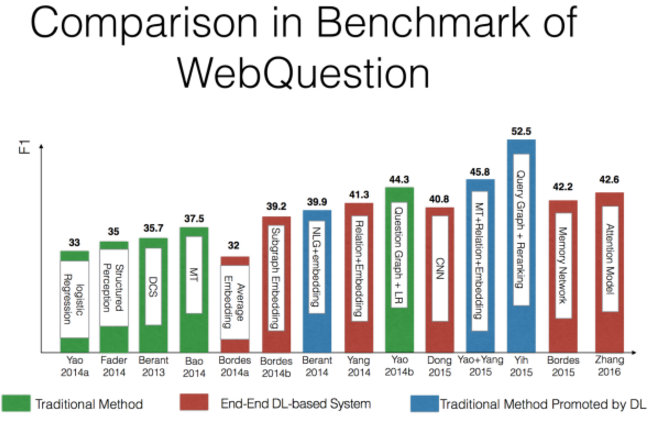 Comparison in Benchmark of
WebQuestion
F1
33
35
35.7
37.5
32
39.2
39.9
41.3
44.3
40.8
45.8
52.5
42.2
42.6
logistic
Regression
Structured
Perception
DCS
MT
Average
Embedding
Subgraph Embedding
NLG+embedding
Relation+Embedding
Question Graph + LR
CNN
MT+Relation+Embedding
Query Graph + Reranking
Memory Network
Attention Model
Yao
2014a
Fader
2014
Berant
2013
Bao
2014
Bordes
2014a
Bordes
2014b
Berant
2014
Yang
2014
Yao
2014b
Dong
2015
Yao+Yang
2015
Yih
2015
Bordes
2015
Zhang
2016
Traditional Method
End-End DL-based System
Traditional Method Promoted by DL